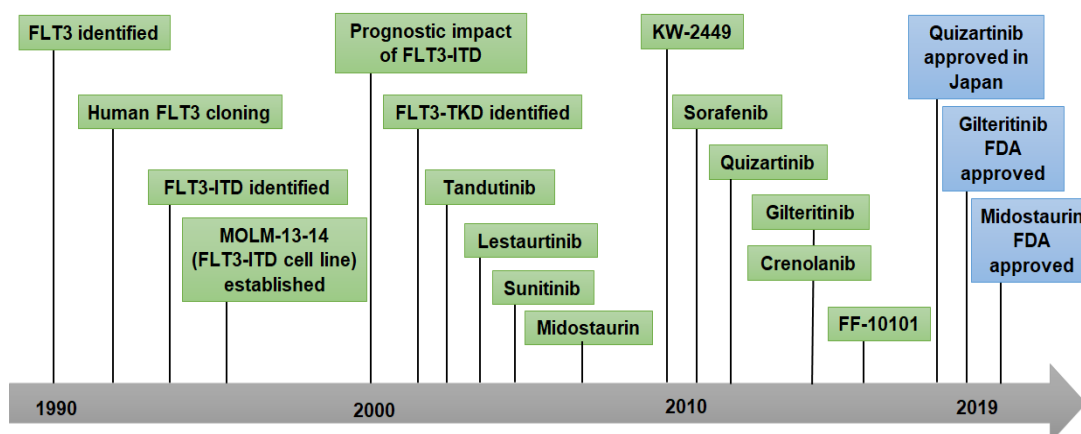 FLT3 identified
Human FLT3 cloning
FLT3-ITD identified
MOLM-13-14
(FLT3-ITD cell line)
established
Prognostic impact
of FLT3-ITD
FLT3-TKD identified
Tandutinib
Lestaurtinib
Sunitinib
Midostaurin
KW-2449
Sorafenib
Quizartinib
Gilteritinib
Crenolanib
FF-10101
Quizartinib
approved in
Japan
Gilteritinib
FDA
approved
Midostaurin
FDA
approved
1990
2000
2010
2019